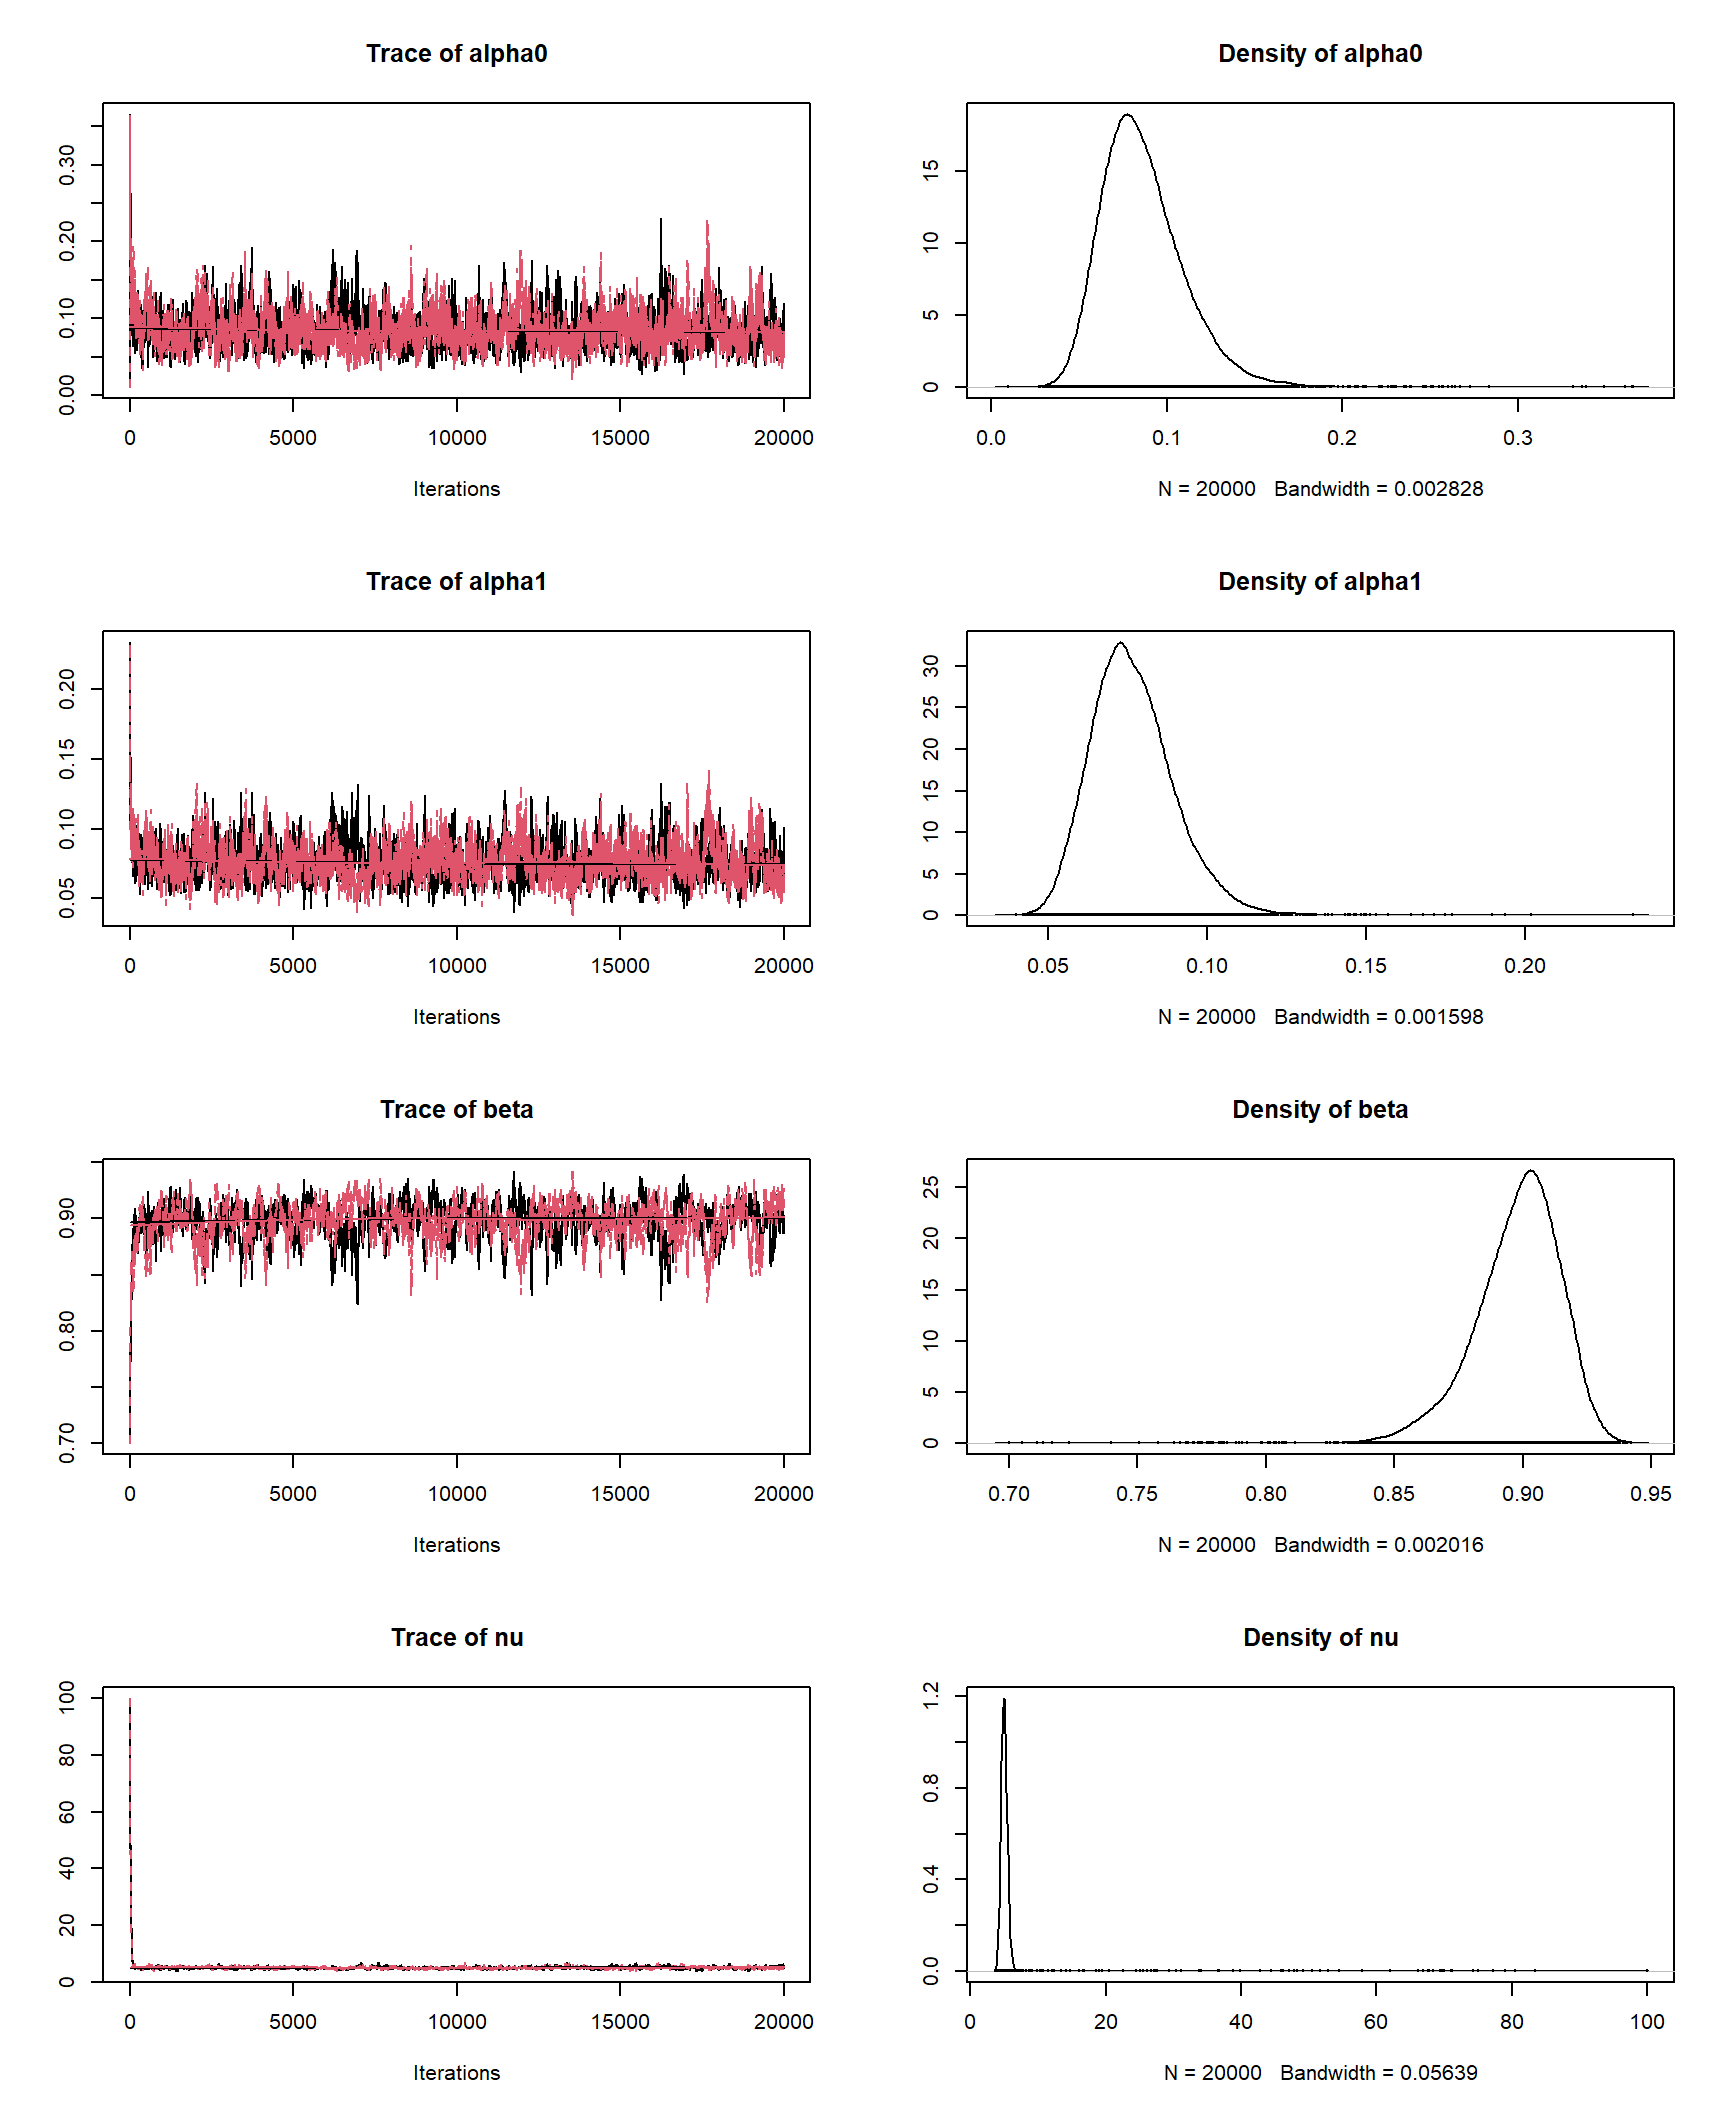 Trace of alpha0
0.00 0.10 0.20 0.30
0 5000 10000 15000 20000
Iterations
Density of alpha0
0 5 10 15
0.0 0.1 0.2 0.3
N = 20000 Bandwidth = 0.002828
Trace of alpha1
0.05 0.10 0.15 0.20
0 5000 10000 15000 20000
Iterations
Density of alpha1
0 5 10 15 20 25 30
0.05 0.10 0.15 0.20
N = 20000 Bandwidth = 0.001598
Trace of beta
0.70 0.80 0.90
0 5000 10000 15000 20000
Iterations
Density of beta
0 5 10 15 20 25
0.70 0.75 0.80 0.85 0.90 0.95
N = 20000 Bandwidth = 0.002016
Trace of nu
0 20 40 60 80 100
0 5000 10000 15000 20000
Iterations
Density of nu
0.0 0.4 0.8 1.2
0 20 40 60 80 100
N = 20000 Bandwidth = 0.05639